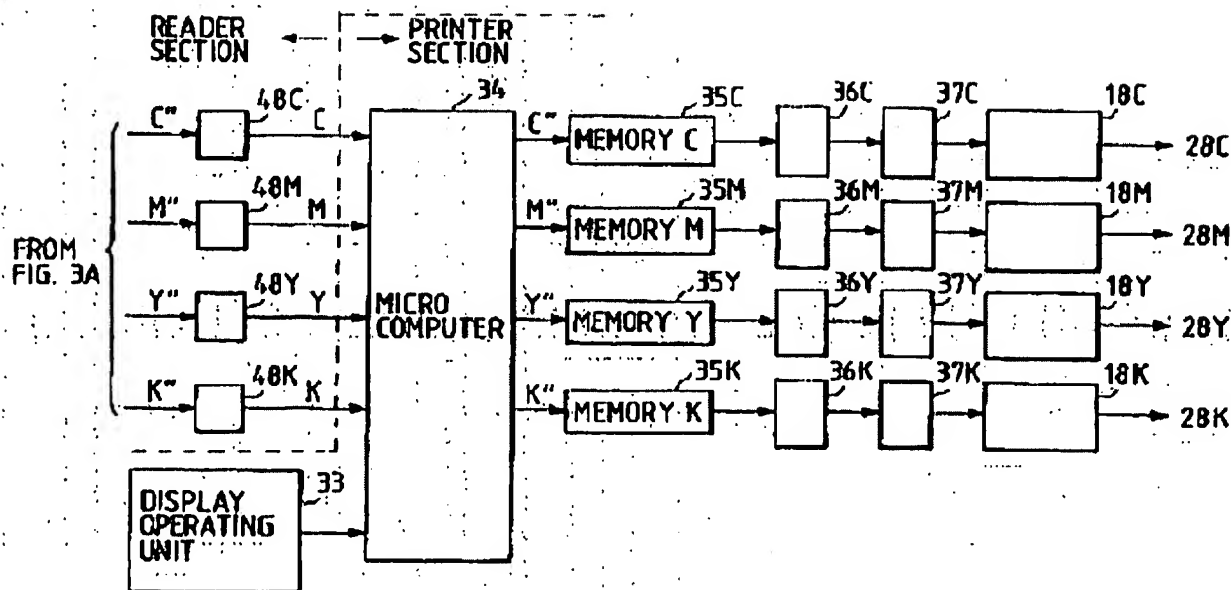 READER SECTION
PRINTER SECTION
34
C" 48C C
C" 35C
MEMORY C
36C 37C 18C
28C
M" 48M M
M" 35M
MEMORY M
36M 37M 18M
28M
FROM FIG. 3A
Y" 48Y Y
MICRO COMPUTER
Y" 35Y
MEMORY Y
36Y 37Y 18Y
28Y
K" 48K K
K" 35K
MEMORY K
36K 37K 18K
28K
33
DISPLAY OPERATING UNIT